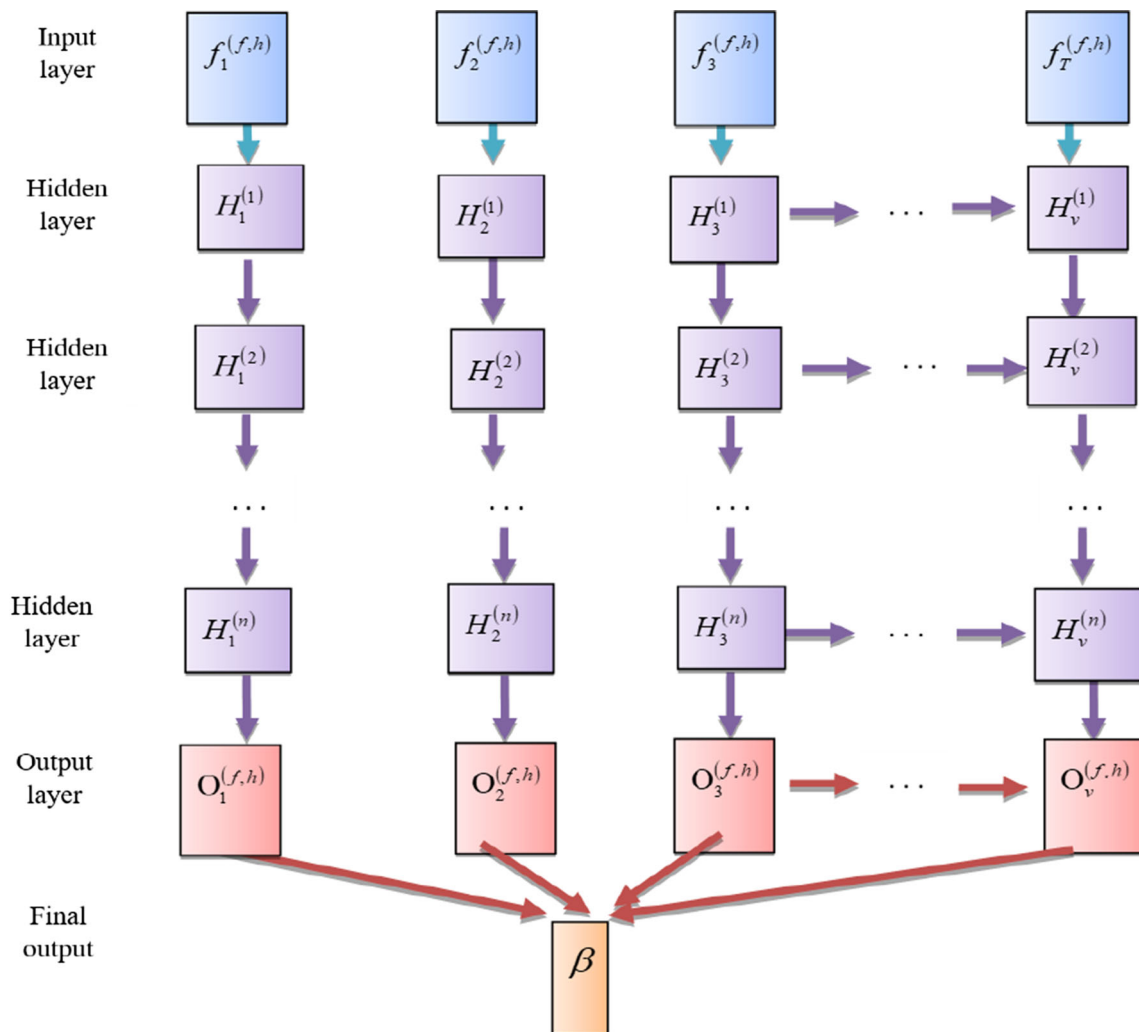 Input
layer
f_1^{(f,h)} f_2^{(f,h)} f_3^{(f,h)} f_T^{(f,h)}
Hidden
layer
H_1^{(1)} H_2^{(1)} H_3^{(1)} ... H_v^{(1)}
Hidden
layer
H_1^{(2)} H_2^{(2)} H_3^{(2)} ... H_v^{(2)}
... ... ... ...
Hidden
layer
H_1^{(n)} H_2^{(n)} H_3^{(n)} ... H_v^{(n)}
Output
layer
O_1^{(f,h)} O_2^{(f,h)} O_3^{(f.h)} ... O_v^{(f.h)}
Final
output
β